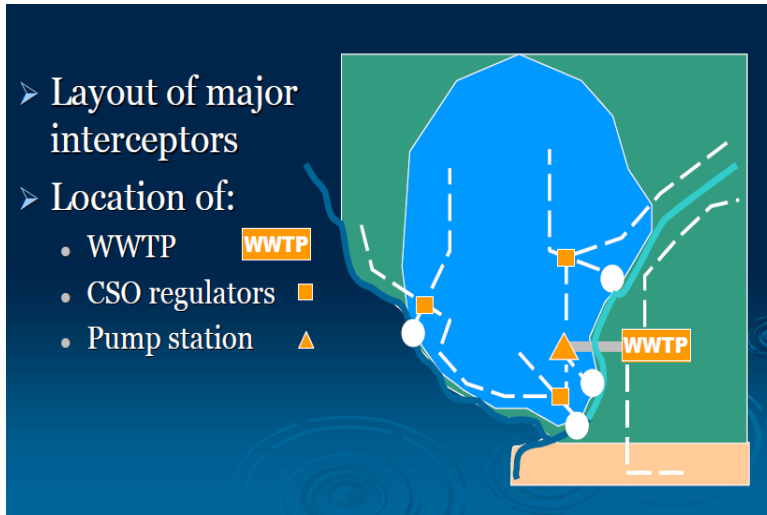 Layout of major
interceptors
Location of:
WWTP WWTP
CSO regulators
Pump station
WWTP